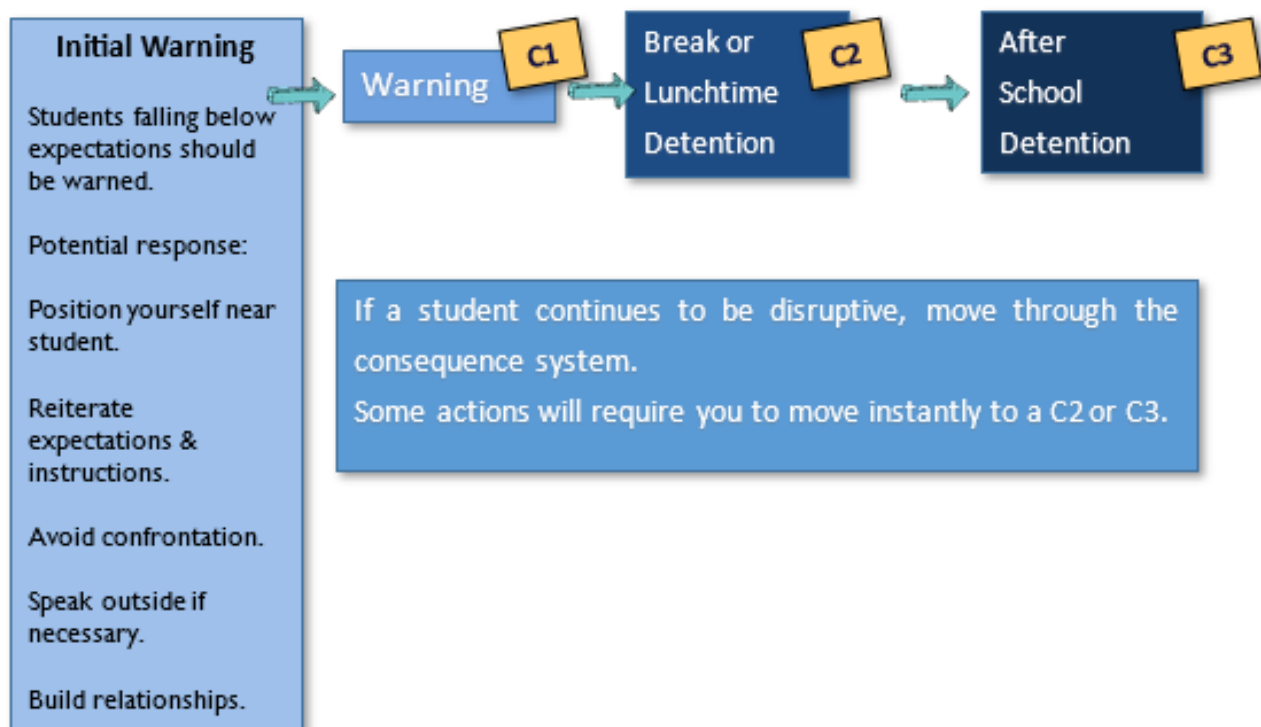 Initial Warning
Students falling below
expectations should
be warned.
Potential response:
Position yourself near
student.
Reiterate
expectations &
instructions.
Avoid confrontation.
Speak outside if
necessary.
Build relationships.
Warning
C1
Break or
Lunchtime
Detention
C2
After
School
Detention
C3
If a student continues to be disruptive, move through the
consequence system.
Some actions will require you to move instantly to a C2 or C3.